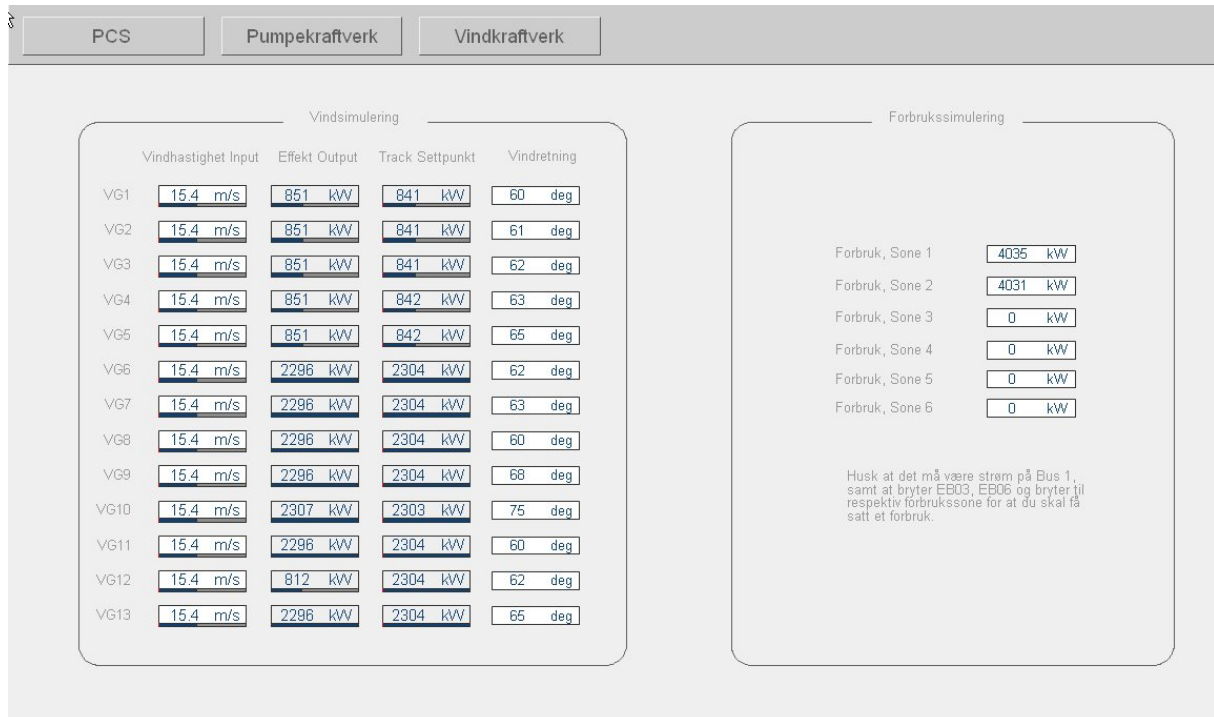 PCS Pumpekraftverk Vindkraftverk
Vindsimulering
Vindhastighet Input Effekt Output Track Settpunkt Vindretning
VG1 15.4 m/s 851 kW 841 kW 60 deg
VG2 15.4 m/s 851 kW 841 kW 61 deg
VG3 15.4 m/s 851 kW 841 kW 62 deg
VG4 15.4 m/s 851 kW 842 kW 63 deg
VG5 15.4 m/s 851 kW 842 kW 65 deg
VG6 15.4 m/s 2296 kW 2304 kW 62 deg
VG7 15.4 m/s 2296 kW 2304 kW 63 deg
VG8 15.4 m/s 2296 kW 2304 kW 60 deg
VG9 15.4 m/s 2296 kW 2304 kW 68 deg
VG10 15.4 m/s 2307 kW 2303 kW 75 deg
VG11 15.4 m/s 2296 kW 2304 kW 60 deg
VG12 15.4 m/s 812 kW 2304 kW 62 deg
VG13 15.4 m/s 2296 kW 2304 kW 65 deg
Forbrukssimulering
Forbruk, Sone 1 4035 kW
Forbruk, Sone 2 4031 kW
Forbruk, Sone 3 0 kW
Forbruk, Sone 4 0 kW
Forbruk, Sone 5 0 kW
Forbruk, Sone 6 0 kW
Husk at det må være strøm på Bus 1,
samt at bryter EB03, EB06 og bryter til
respektiv forbrukssone for at du skal få
satt et forbruk.